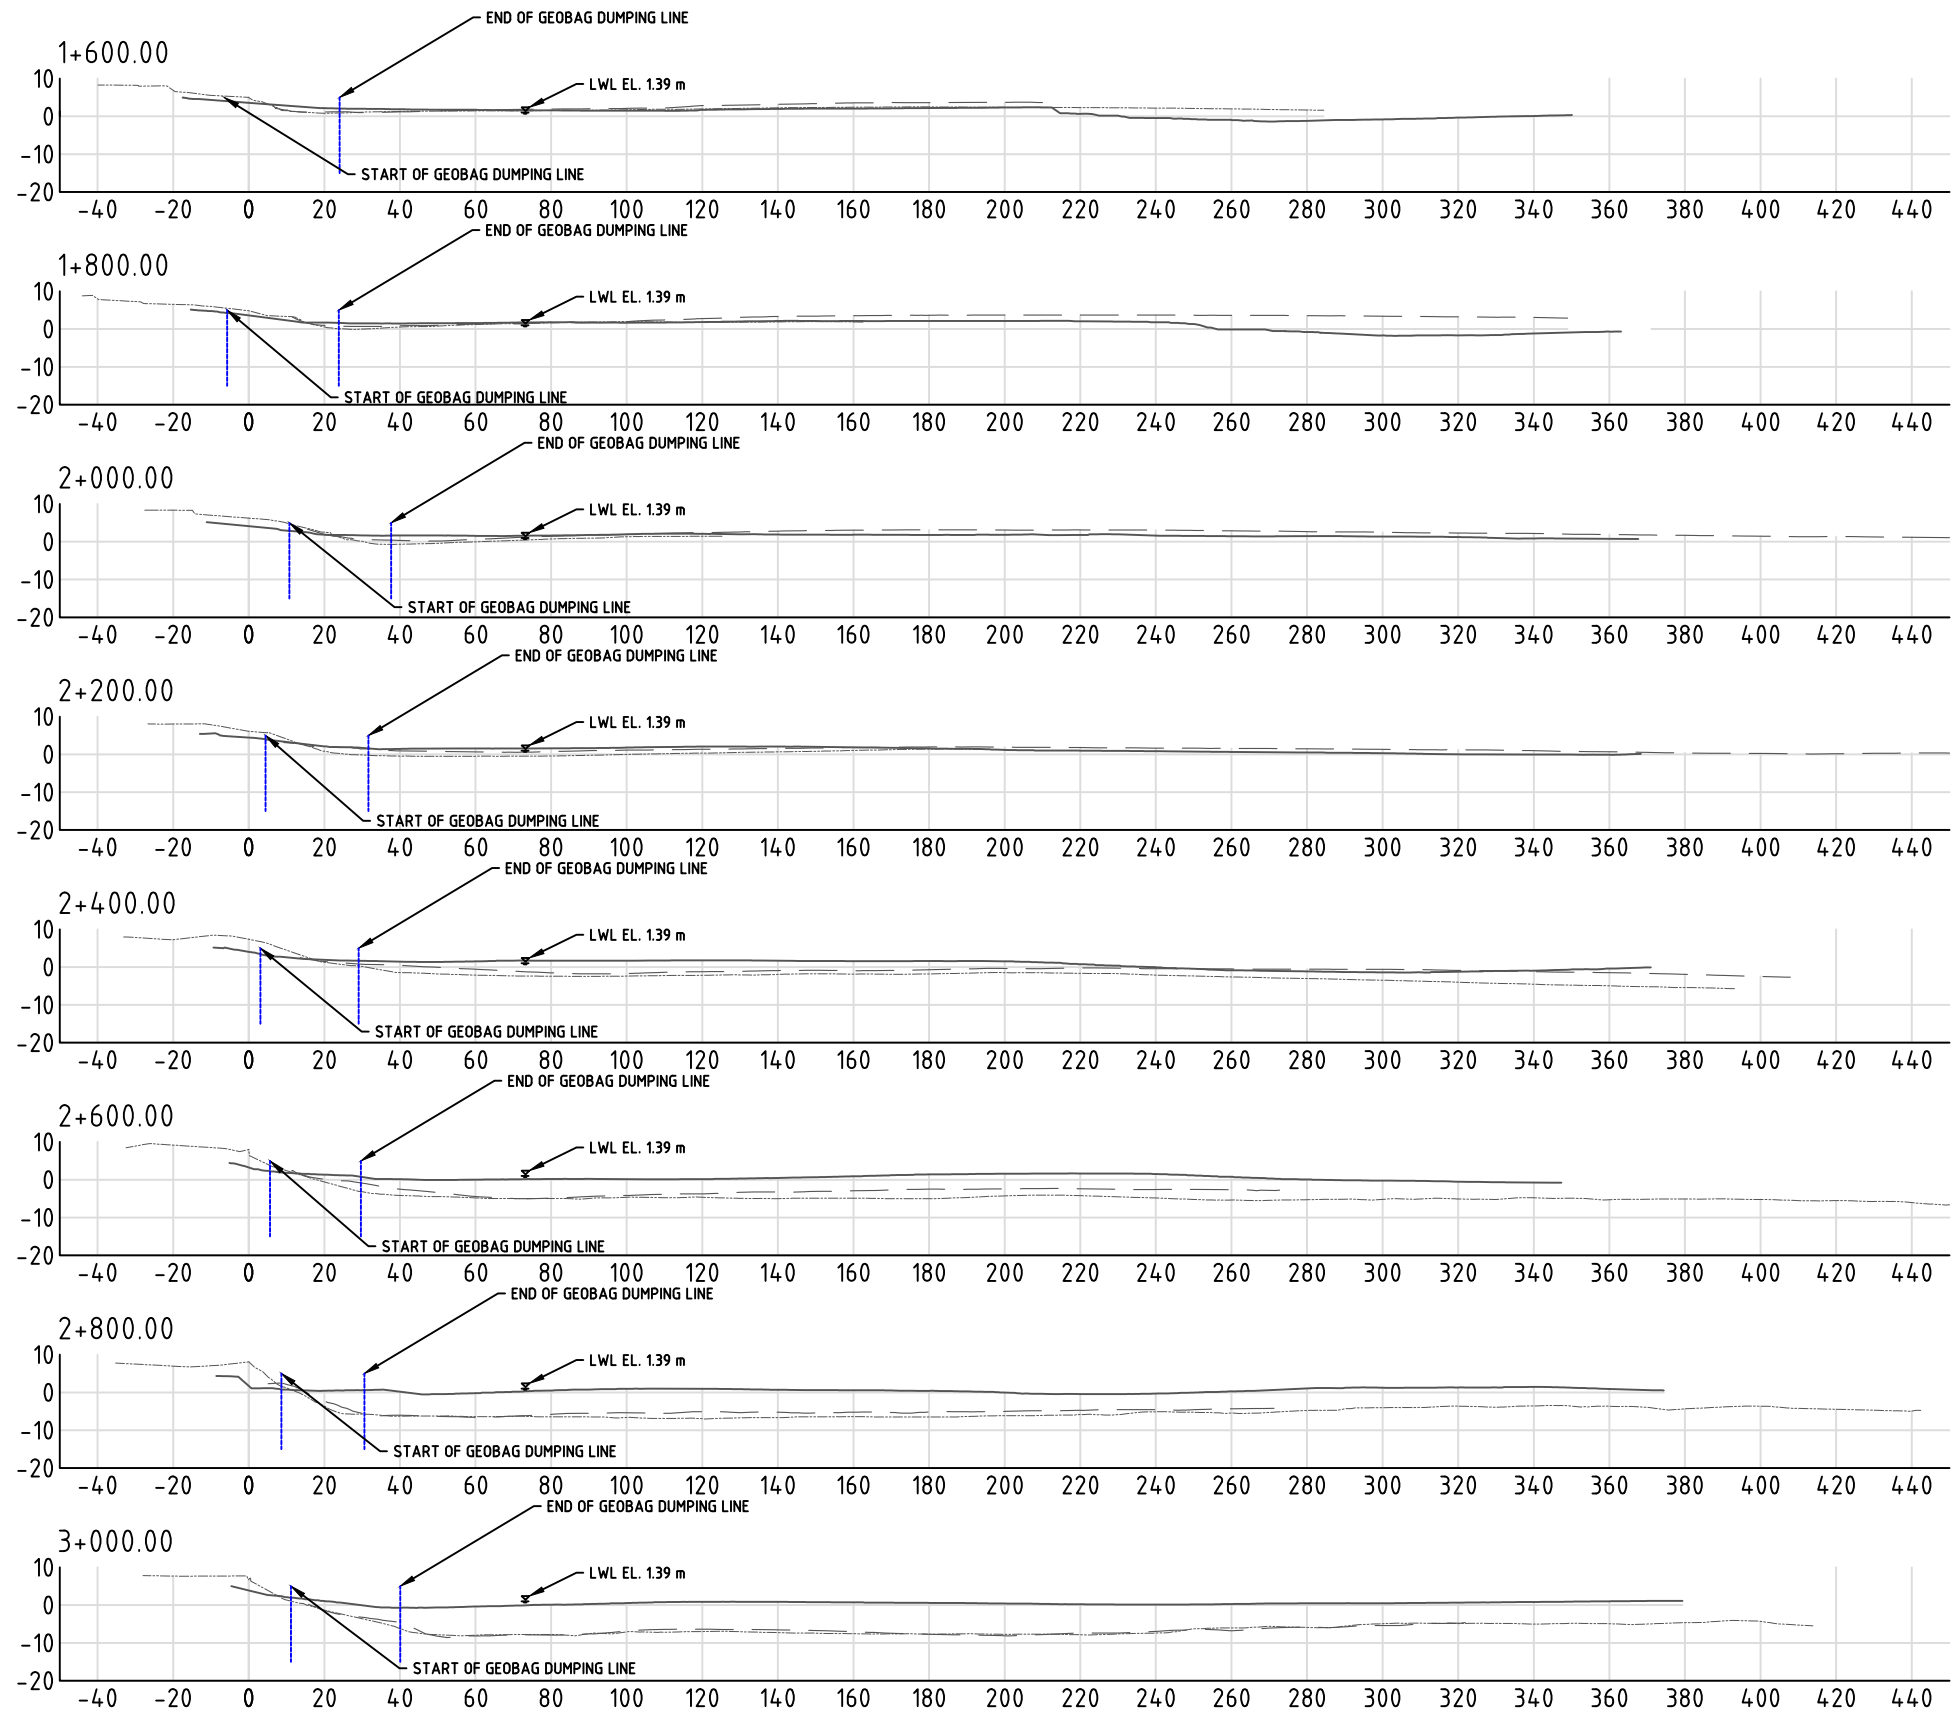 END OF GEOBAG DUMPING LINE
1+600.00
LWL EL. 1.39 m
10
0
-10
START OF GEOBAG DUMPING LINE
-20
-40 -20 0 20 40 60 80 100 120 140 160 180 200 220 240 260 280 300 320 340 360 380 400 420 440
END OF GEOBAG DUMPING LINE
1+800.00
10
LWL EL. 1.39 m
0
-10
START OF GEOBAG DUMPING LINE
-20
-40 -20 0 20 40 60 80 100 120 140 160 180 200 220 240 260 280 300 320 340 360 380 400 420 440
END OF GEOBAG DUMPING LINE
2+000.00
10
LWL EL. 1.39 m
0
-10
START OF GEOBAG DUMPING LINE
-20
-40 -20 0 20 40 60 80 100 120 140 160 180 200 220 240 260 280 300 320 340 360 380 400 420 440
END OF GEOBAG DUMPING LINE
2+200.00
10
LWL EL. 1.39 m
0
-10
START OF GEOBAG DUMPING LINE
-20
-40 -20 0 20 40 60 80 100 120 140 160 180 200 220 240 260 280 300 320 340 360 380 400 420 440
END OF GEOBAG DUMPING LINE
2+400.00
10
LWL EL. 1.39 m
0
-10
START OF GEOBAG DUMPING LINE
-20
-40 -20 0 20 40 60 80 100 120 140 160 180 200 220 240 260 280 300 320 340 360 380 400 420 440
END OF GEOBAG DUMPING LINE
2+600.00
10
LWL EL. 1.39 m
0
-10
START OF GEOBAG DUMPING LINE
-20
-40 -20 0 20 40 60 80 100 120 140 160 180 200 220 240 260 280 300 320 340 360 380 400 420 440
END OF GEOBAG DUMPING LINE
2+800.00
10
LWL EL. 1.39 m
0
-10
START OF GEOBAG DUMPING LINE
-20
-40 -20 0 20 40 60 80 100 120 140 160 180 200 220 240 260 280 300 320 340 360 380 400 420 440
END OF GEOBAG DUMPING LINE
3+000.00
10
LWL EL. 1.39 m
0
-10
START OF GEOBAG DUMPING LINE
-20
-40 -20 0 20 40 60 80 100 120 140 160 180 200 220 240 260 280 300 320 340 360 380 400 420 440